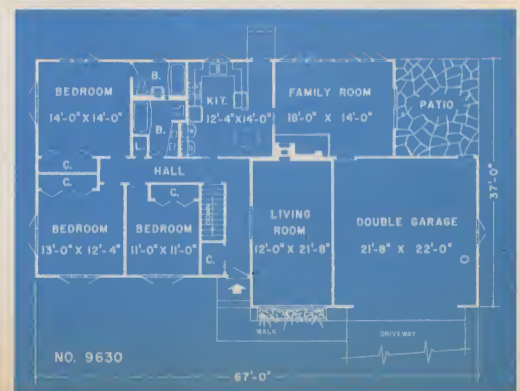 BEDROOM
14'-0" X 14'-0"
B.
KIT.
12'-4" X 14'-0"
FAMILY ROOM
18'-0" X 14'-0"
PATIO
B.
L.
C.
C.
HALL
C.
BEDROOM
13'-0" X 12'-4"
BEDROOM
11'-0" X 11'-0"
DOWN
C.
LIVING
ROOM
12'-0" X 21'-8"
DOUBLE GARAGE
21'-8" X 22'-0"
37'-0"
WALK
DRIVEWAY
NO. 9630
67'-0"